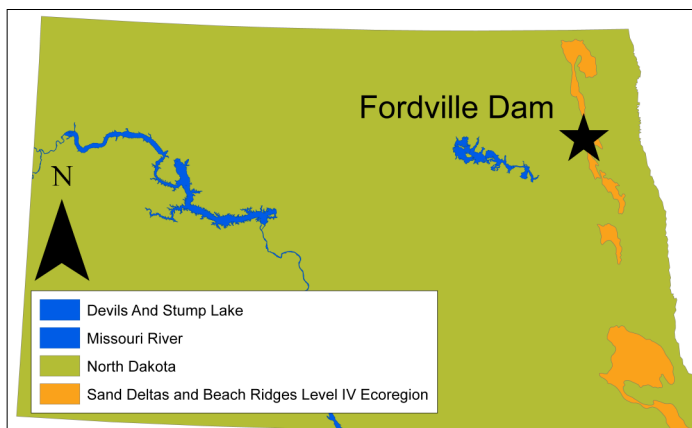 Fordville Dam
N
Devils And Stump Lake
Missouri River
North Dakota
Sand Deltas and Beach Ridges Level IV Ecoregion